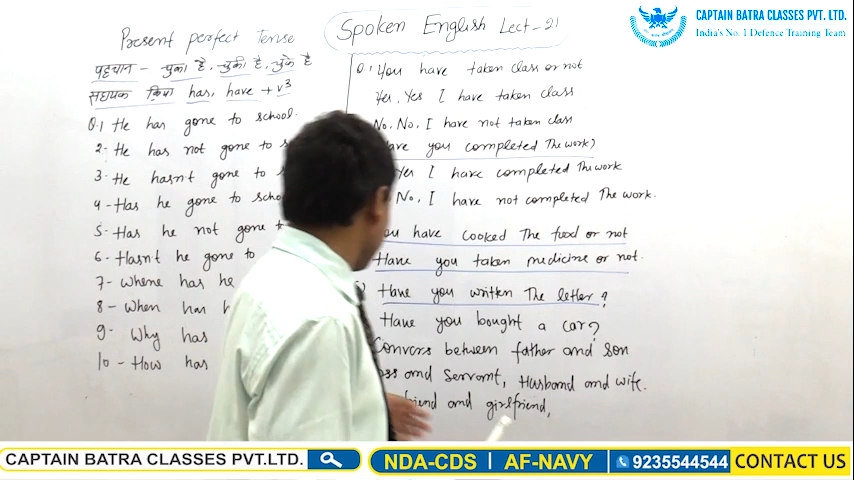 CAPTAIN BATRA CLASSES PVT. LTD.
India's No. 1 Defence Training Team
Spoken English Lect-21
Present perfect Tense
पहचान - चुका है, चुकी है, चुके है
सहायक क्रिया has, have + v3
Q.1 He has gone to school.
2- He has not gone to s
3- He hasn't gone to
4- Has he gone to scho
5- Has he not gone t
6- Hasn't he gone to
7- Where has he
8- When has h
9- Why has
10- How has
Q.1 You have taken class or not
Yes, Yes I have taken class
No, No, I have not taken class
ave you completed The work?
Yes I have completed The work
No, I have not completed The work.
ou have cooked The food or not
Have you taken medicine or not.
Have you written The letter?
Have you bought a car?
Convers between father and son
oss and Servant, Husband and wife.
riend and girlfriend,
CAPTAIN BATRA CLASSES PVT.LTD.
NDA-CDS | AF-NAVY
9235544544 CONTACT US